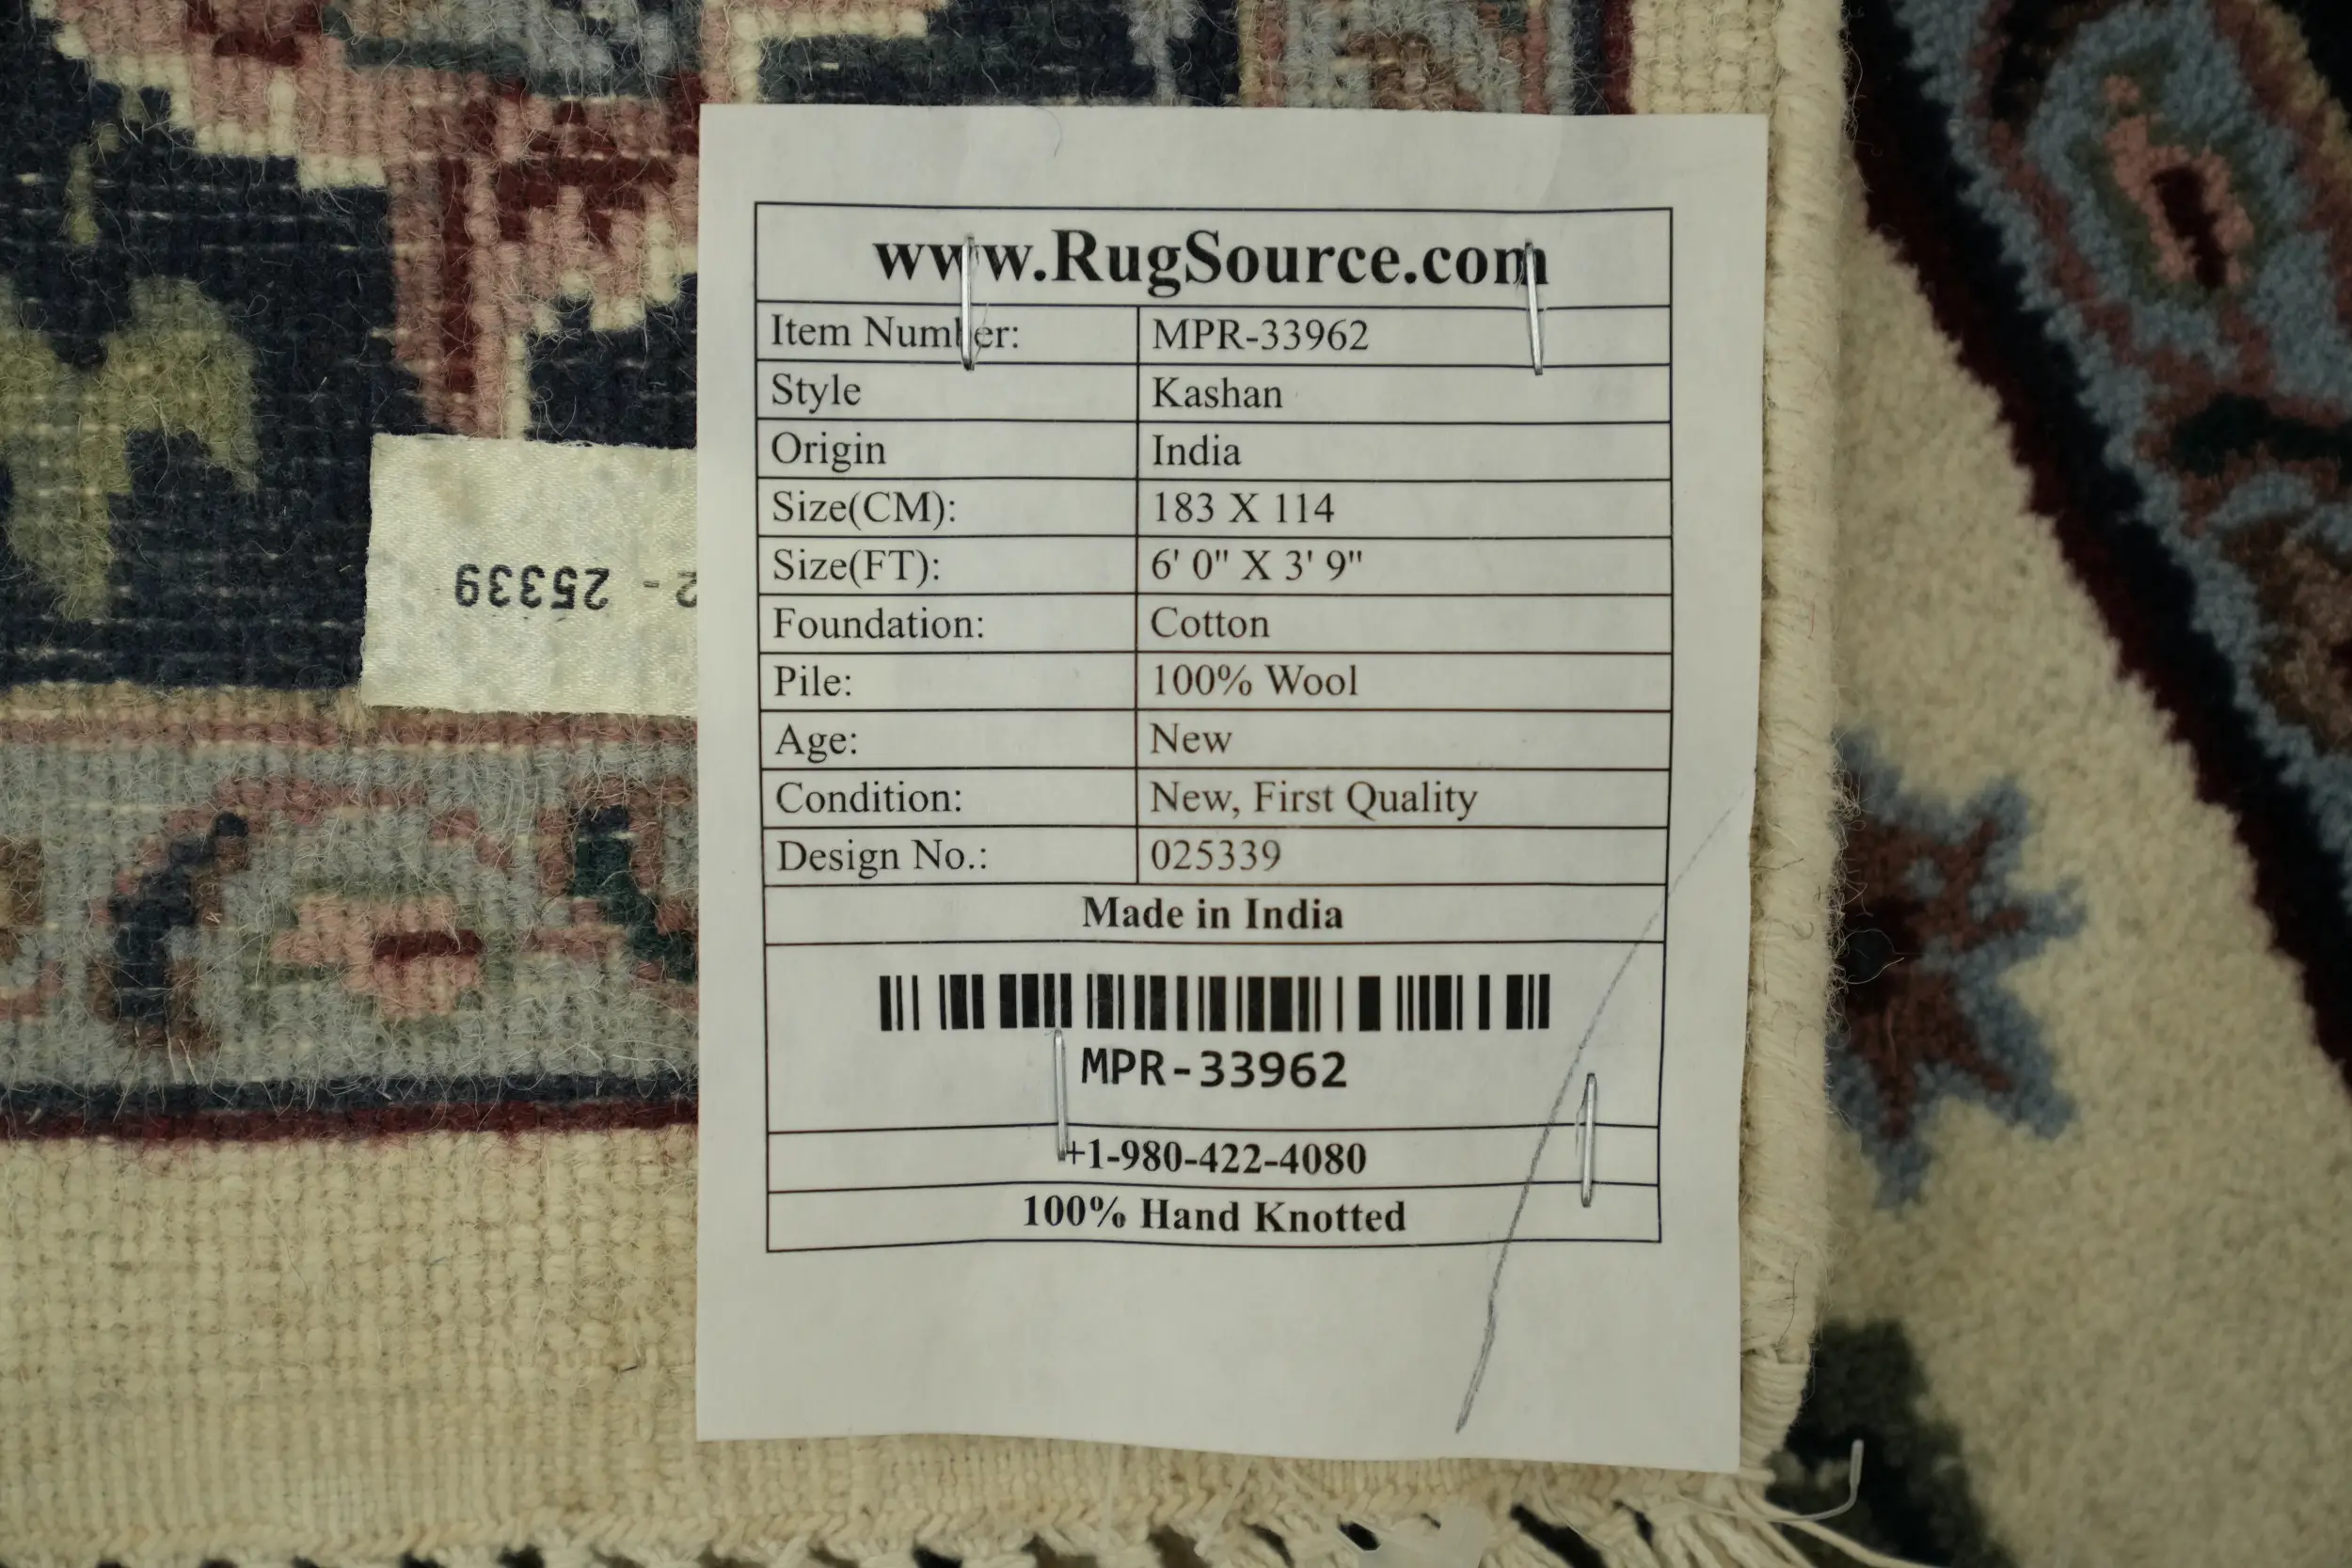 www.RugSource.com
Item Number: MPR-33962
Style Kashan
Origin India
Size(CM): 183 X 114
Size(FT): 6' 0" X 3' 9"
Foundation: Cotton
Pile: 100% Wool
Age: New
Condition: New, First Quality
Design No.: 025339
Made in India
MPR-33962
+1-980-422-4080
100% Hand Knotted
2 - 25339